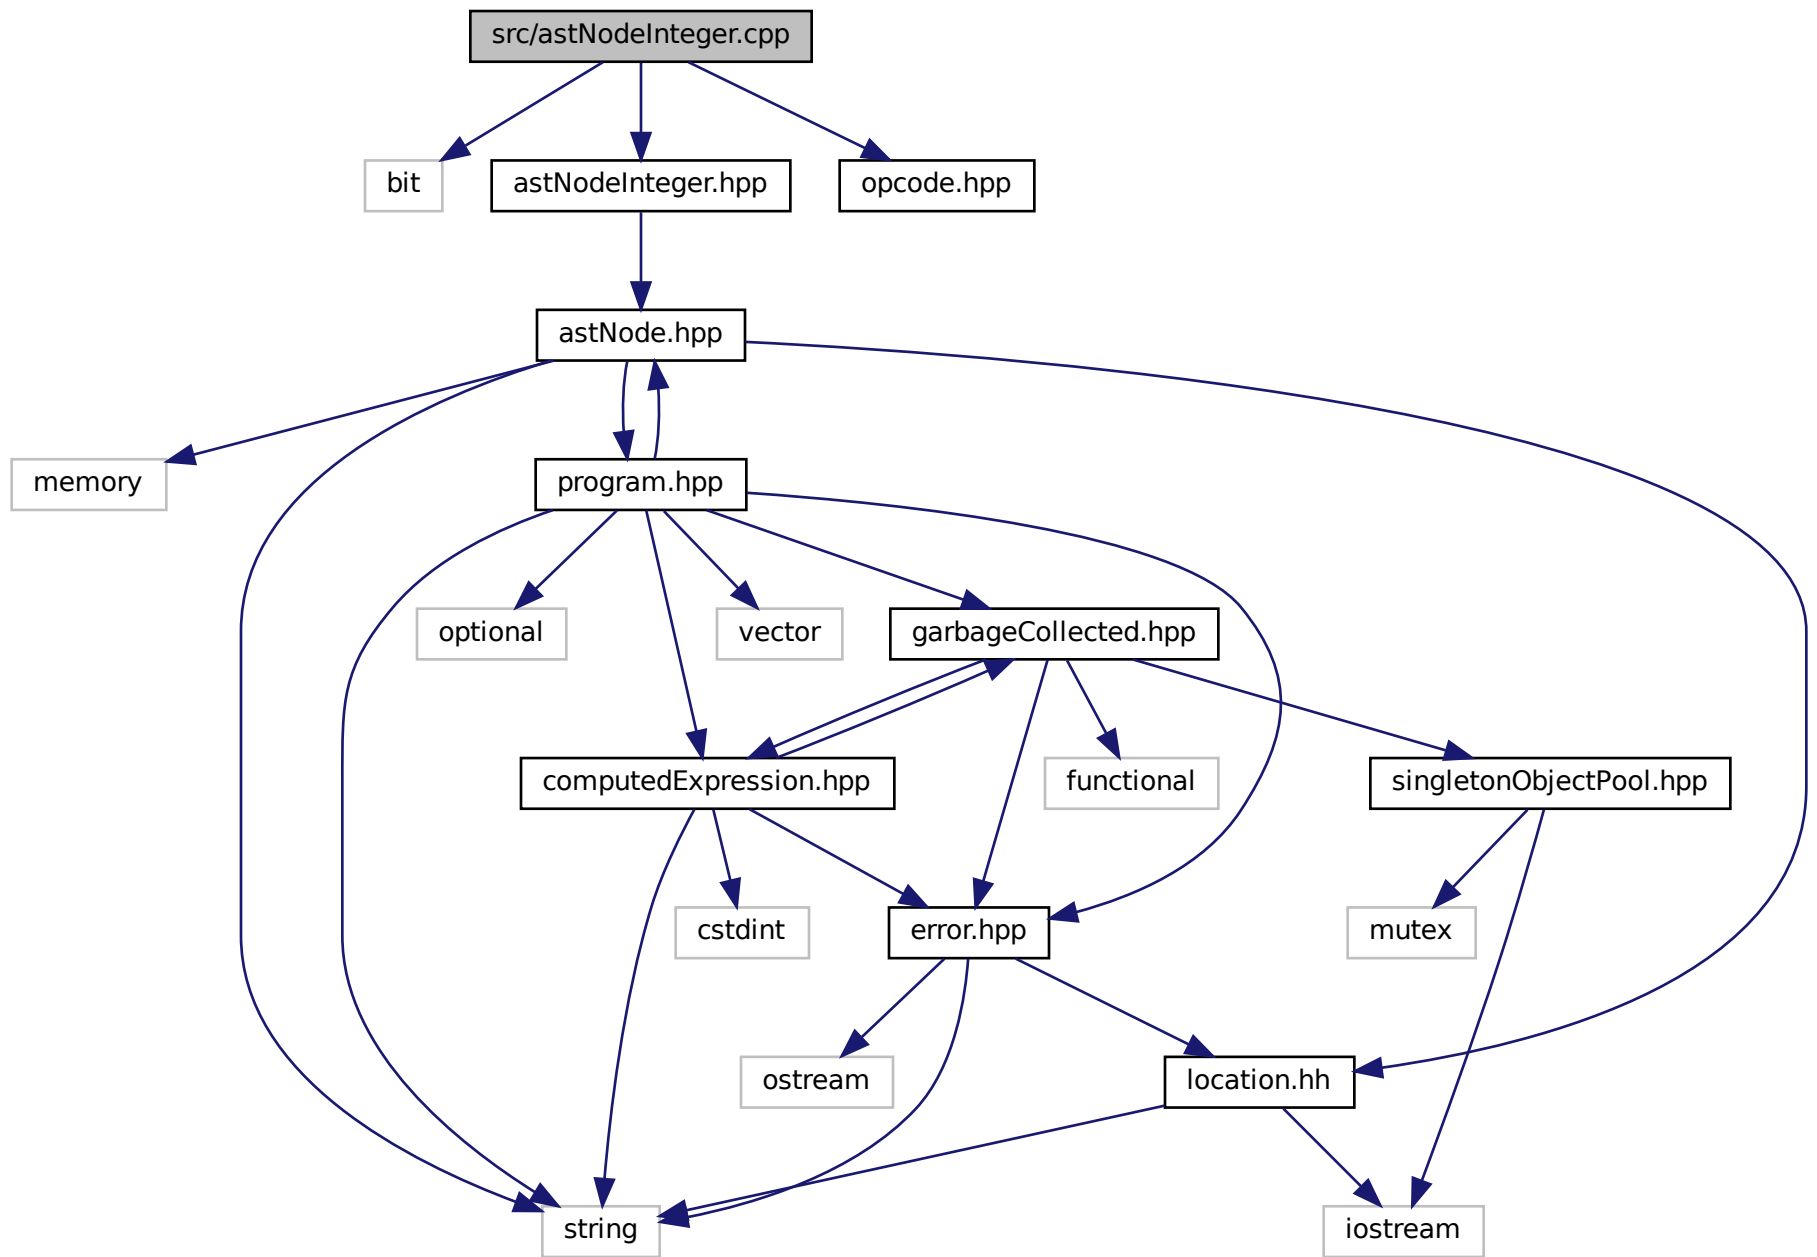 src/astNodeInteger.cpp
bit
astNodeInteger.hpp
opcode.hpp
astNode.hpp
memory
program.hpp
optional
vector
garbageCollected.hpp
computedExpression.hpp
functional
singletonObjectPool.hpp
cstdint
error.hpp
mutex
ostream
location.hh
string
iostream